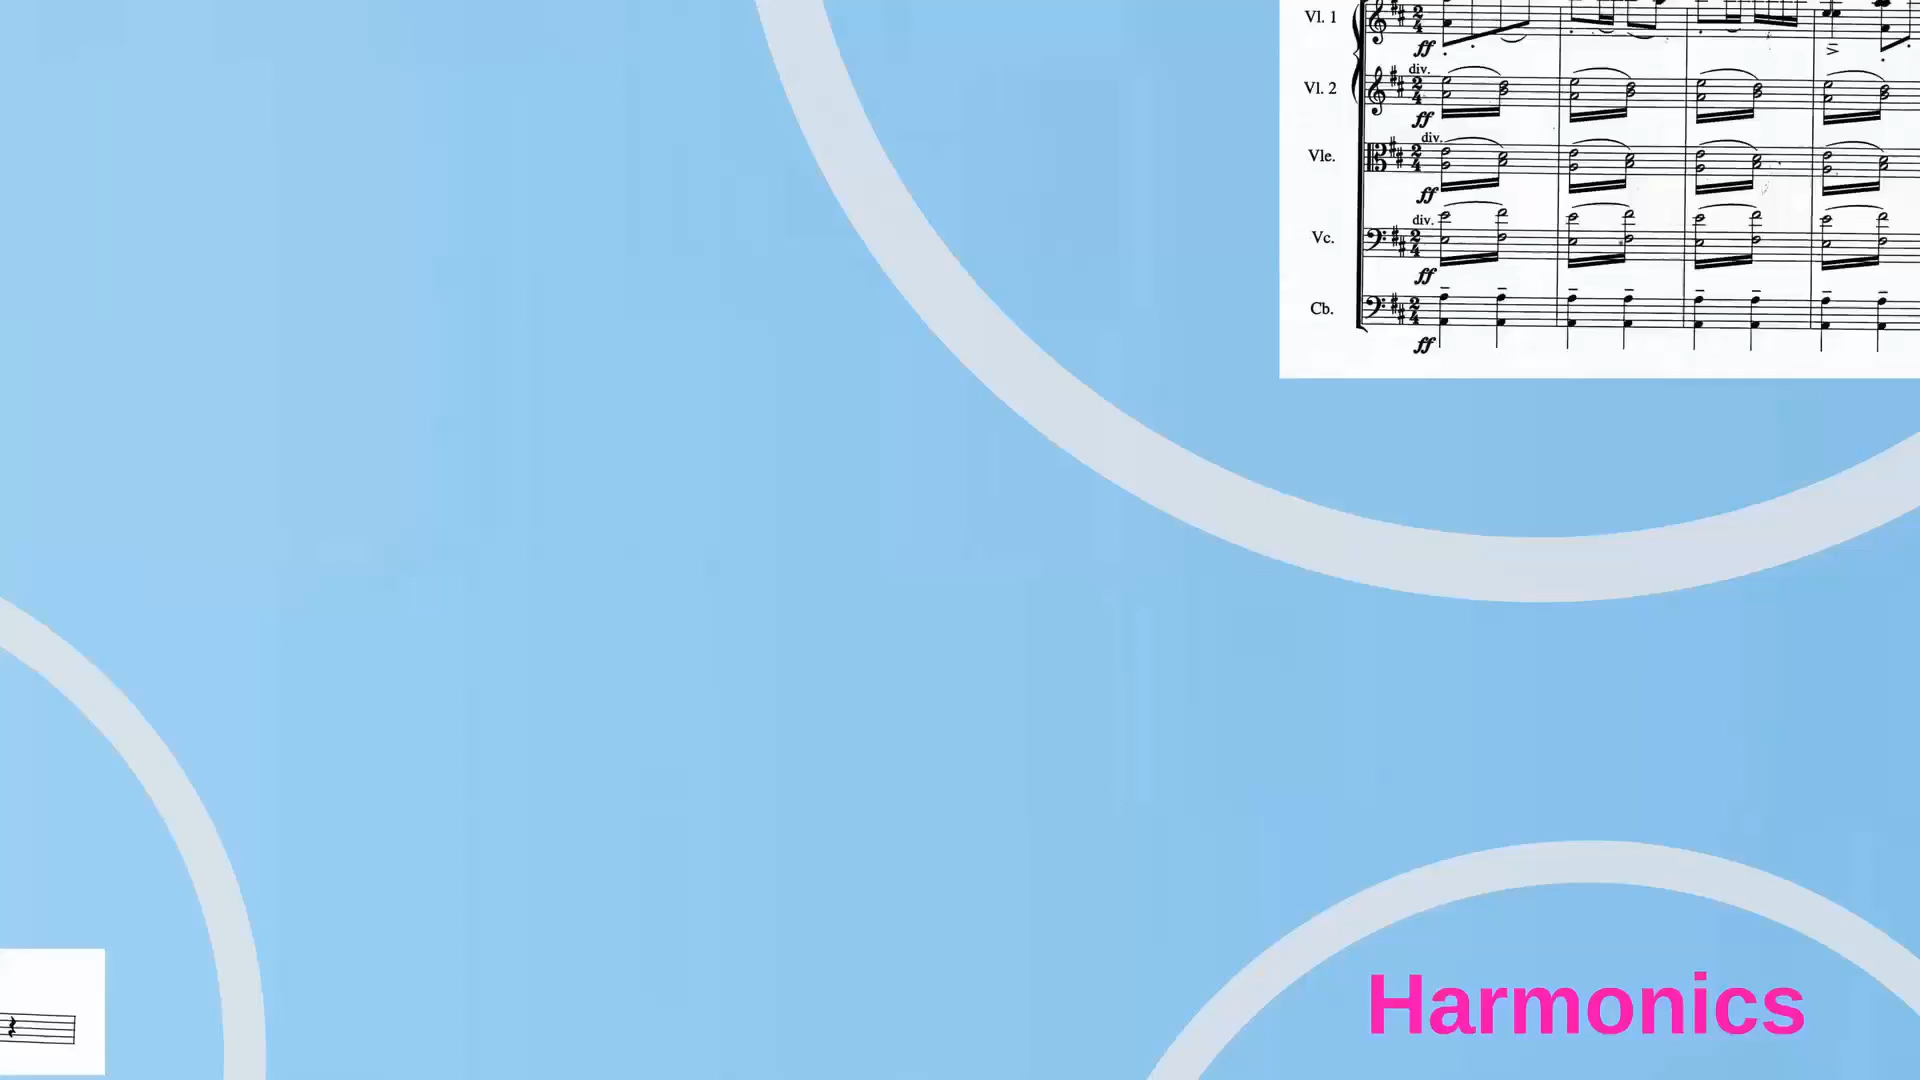 Vl. 1
ff
div.
Vl. 2
ff
div.
Vle.
ff
div.
Vc.
ff
Cb.
ff
Harmonics